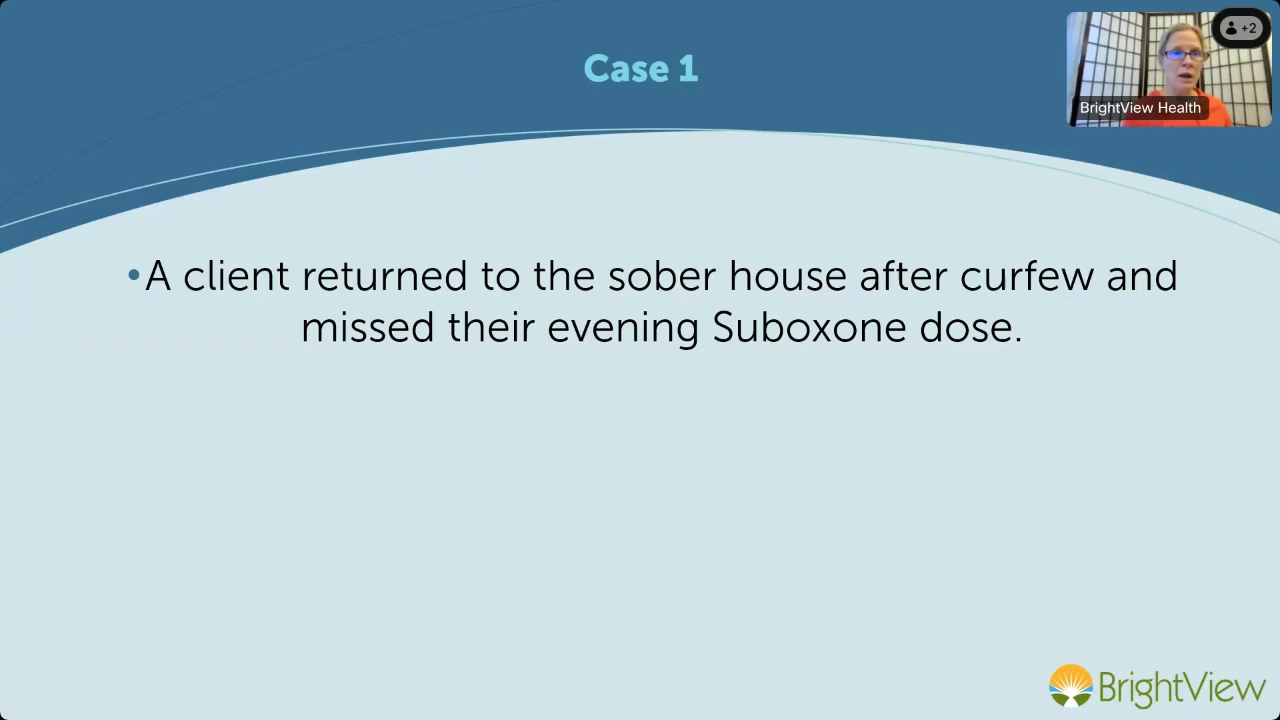 Case 1
+2
BrightView Health
•A client returned to the sober house after curfew and
missed their evening Suboxone dose.
BrightView